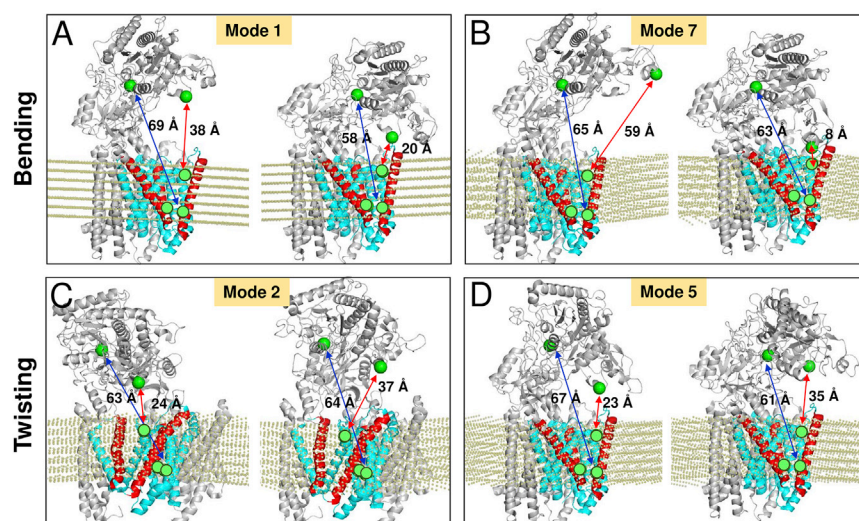 A
Mode 1
69 Å
38 Å
58 Å
20 Å
B
Mode 7
65 Å
59 Å
63 Å
8 Å
Bending
C
Mode 2
63 Å
24 Å
64 Å
37 Å
D
Mode 5
67 Å
23 Å
61 Å
35 Å
Twisting